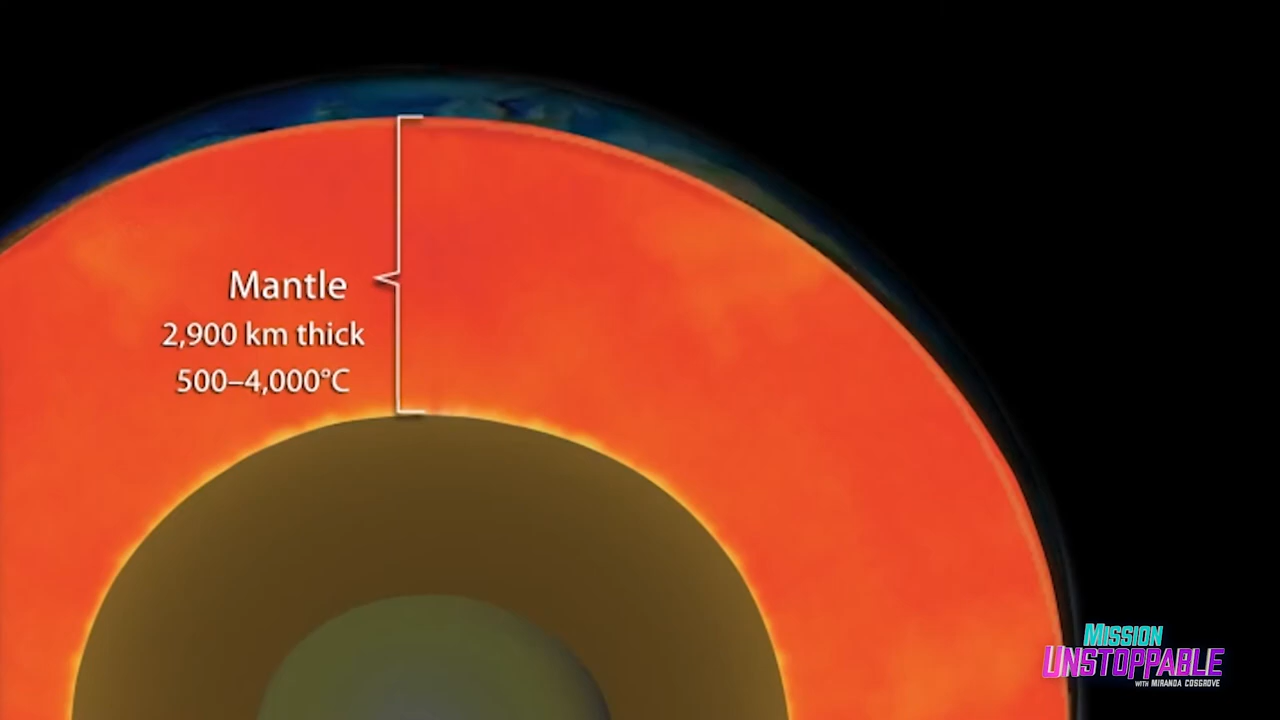 Mantle
2,900 km thick
500–4,000°C
MISSION
UNSTOPPABLE
WITH MIRANDA COSGROVE